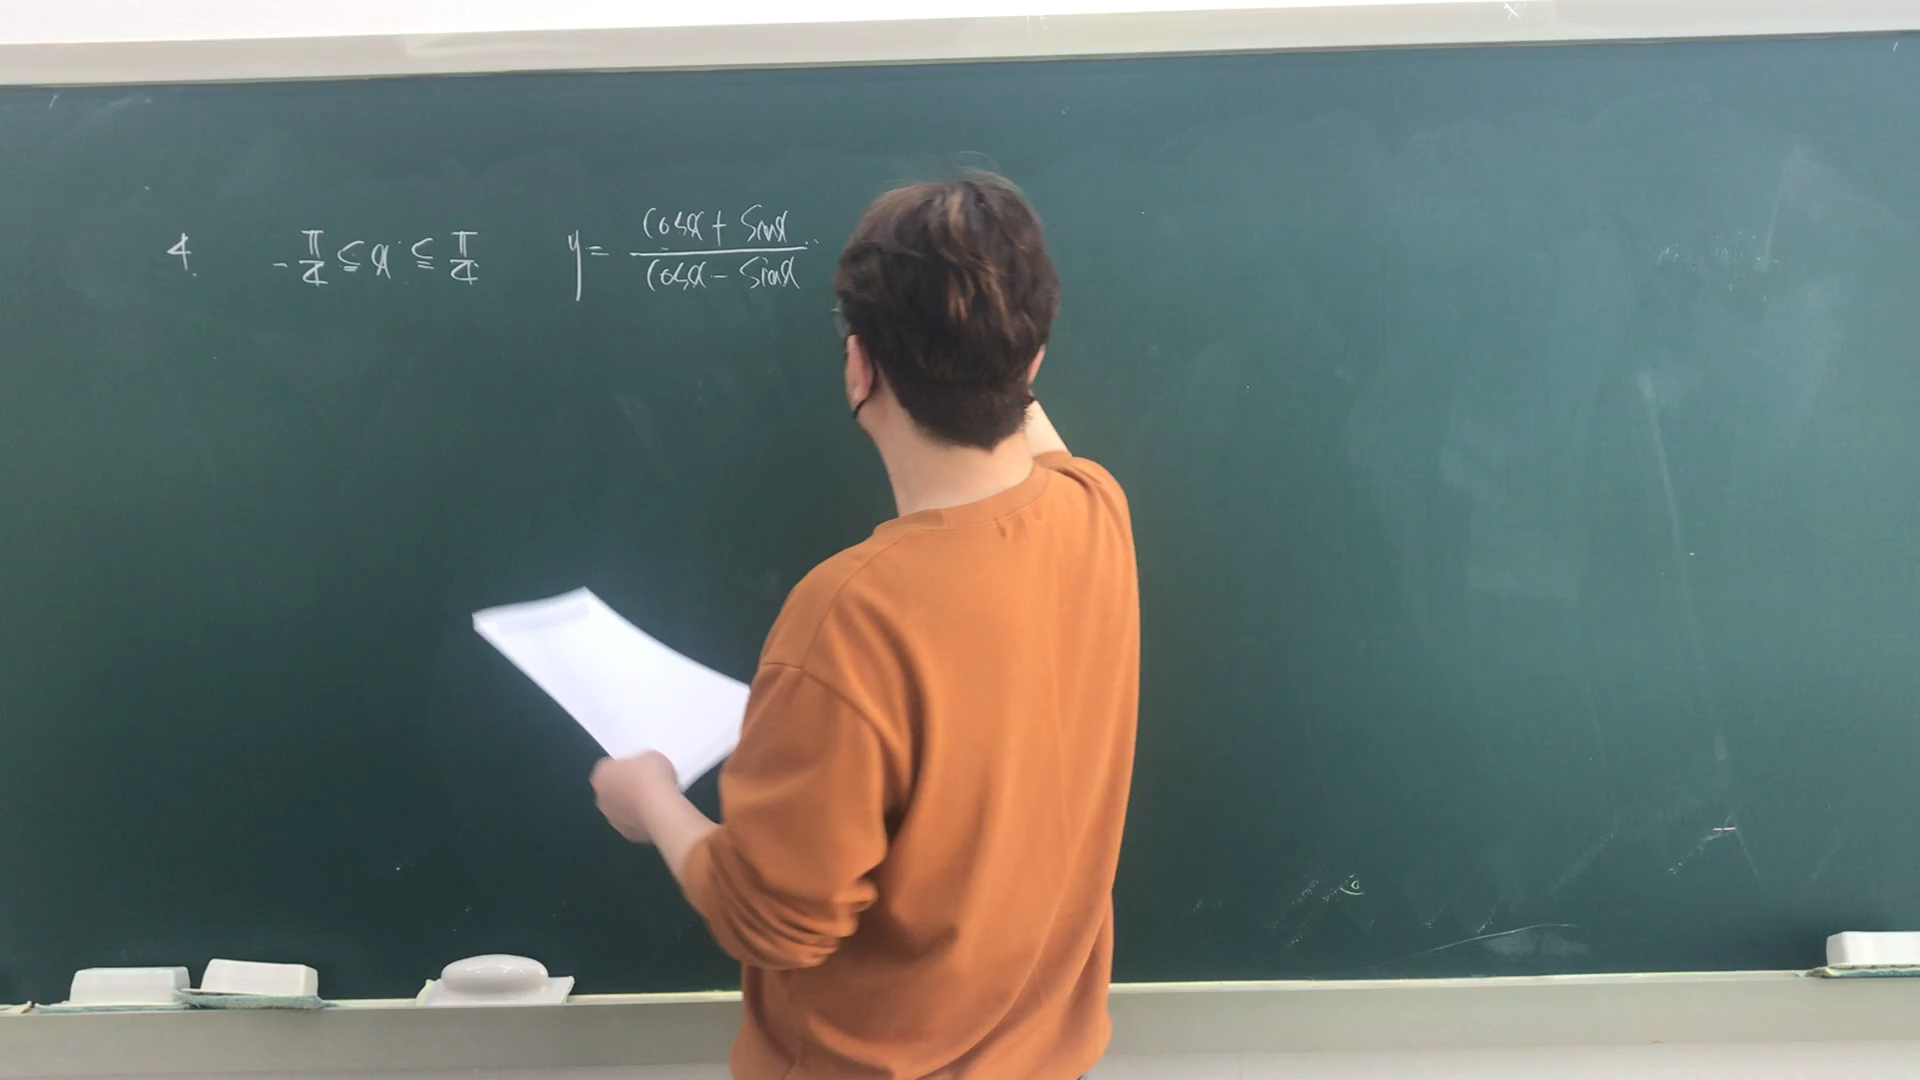 4. -π/4 ≤ x ≤ π/4 y = (cosx + sinx)/(cosx - sinx)